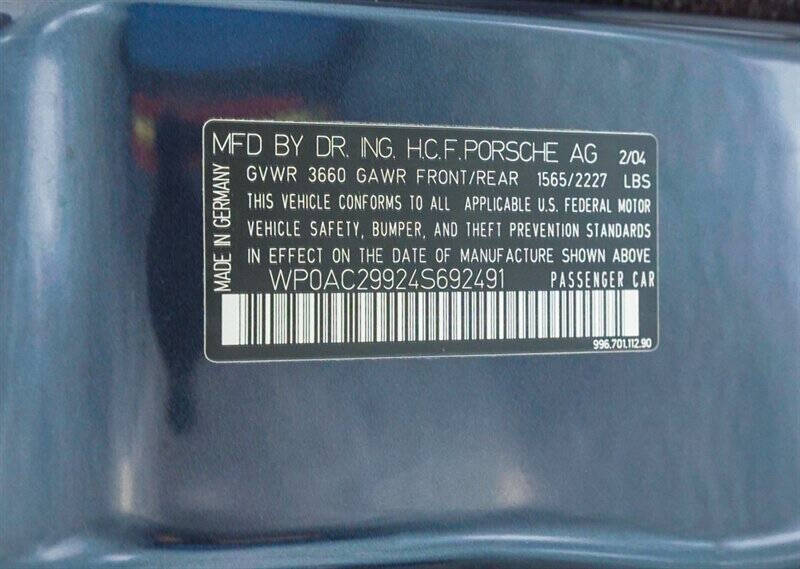 MFD BY DR. ING. H.C.F.PORSCHE AG 2/04
GVWR 3660 GAWR FRONT/REAR 1565/2227 LBS
THIS VEHICLE CONFORMS TO ALL APPLICABLE U.S. FEDERAL MOTOR
VEHICLE SAFETY, BUMPER, AND THEFT PREVENTION STANDARDS
IN EFFECT ON THE DATE OF MANUFACTURE SHOWN ABOVE
WP0AC29924S692491 PASSENGER CAR
996.701.112.90
MADE IN GERMANY